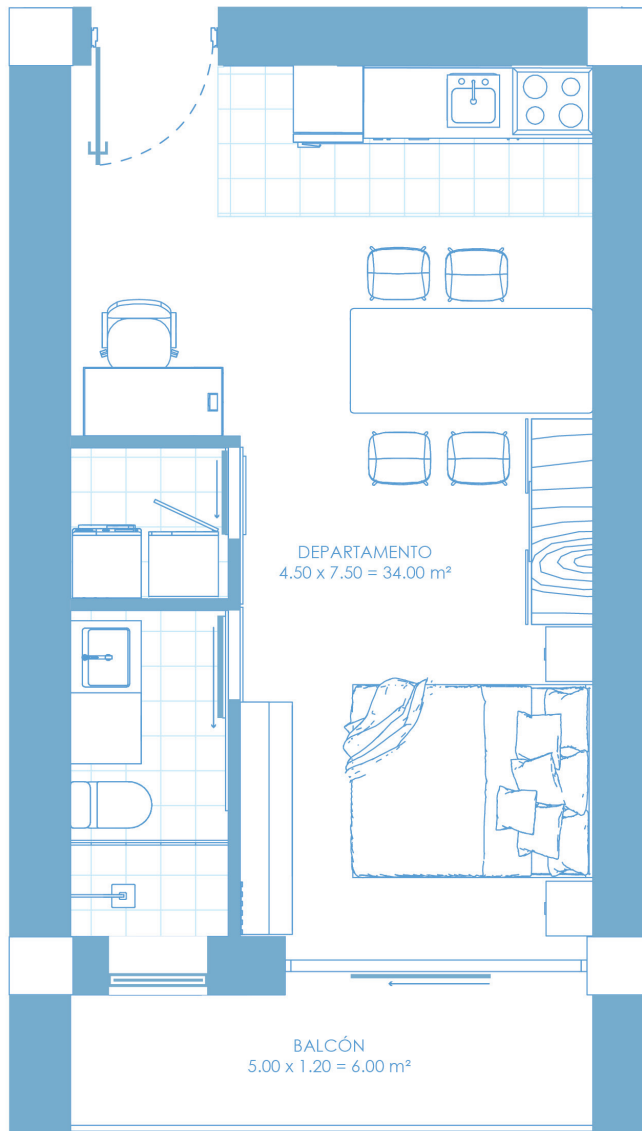 DEPARTAMENTO
4.50 x 7.50 = 34.00 m²
BALCÓN
5.00 x 1.20 = 6.00 m²